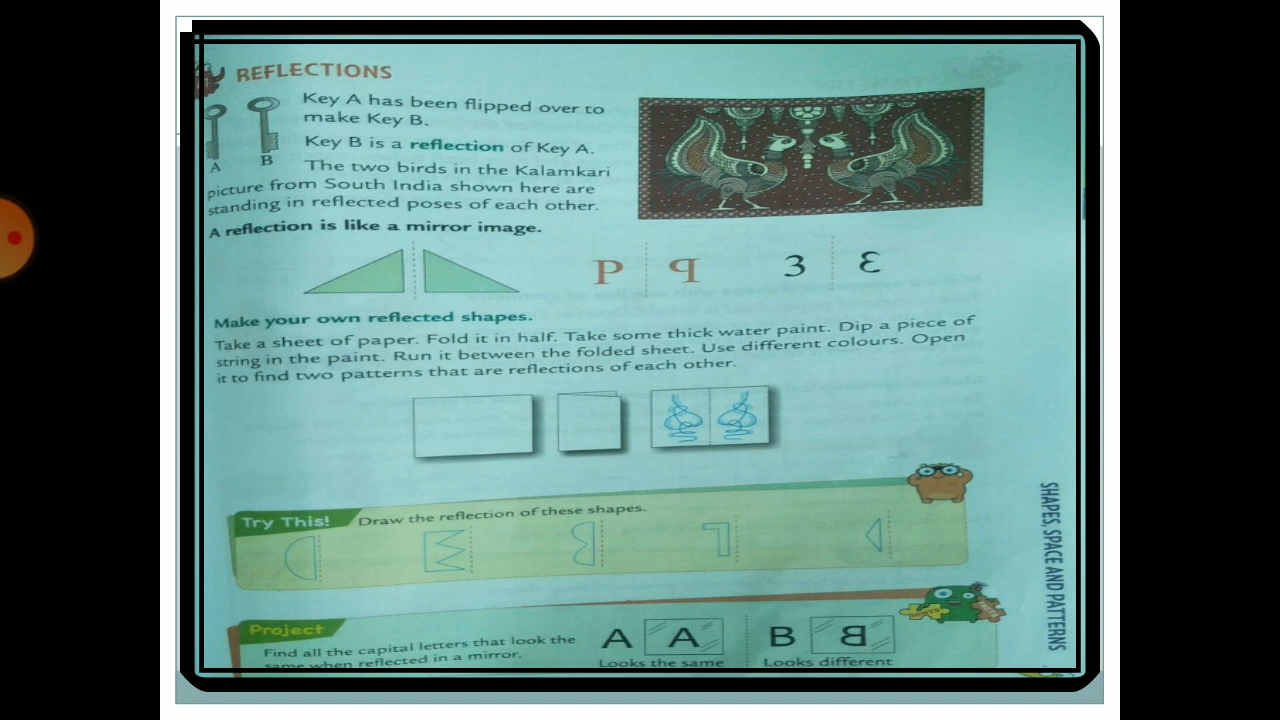 REFLECTIONS
Key A has been flipped over to
make Key B.
Key B is a reflection of Key A.
A
B
The two birds in the Kalamkari
picture from South India shown here are
standing in reflected poses of each other.
A reflection is like a mirror image.
P q 3 Ɛ
Make your own reflected shapes.
Take a sheet of paper. Fold it in half. Take some thick water paint. Dip a piece of
string in the paint. Run it between the folded sheet. Use different colours. Open
it to find two patterns that are reflections of each other.
Try This! Draw the reflection of these shapes.
SHAPES, SPACE AND PATTERNS
Project
Find all the capital letters that look the
same when reflected in a mirror.
A A
Looks the same
B ᗺ
Looks different